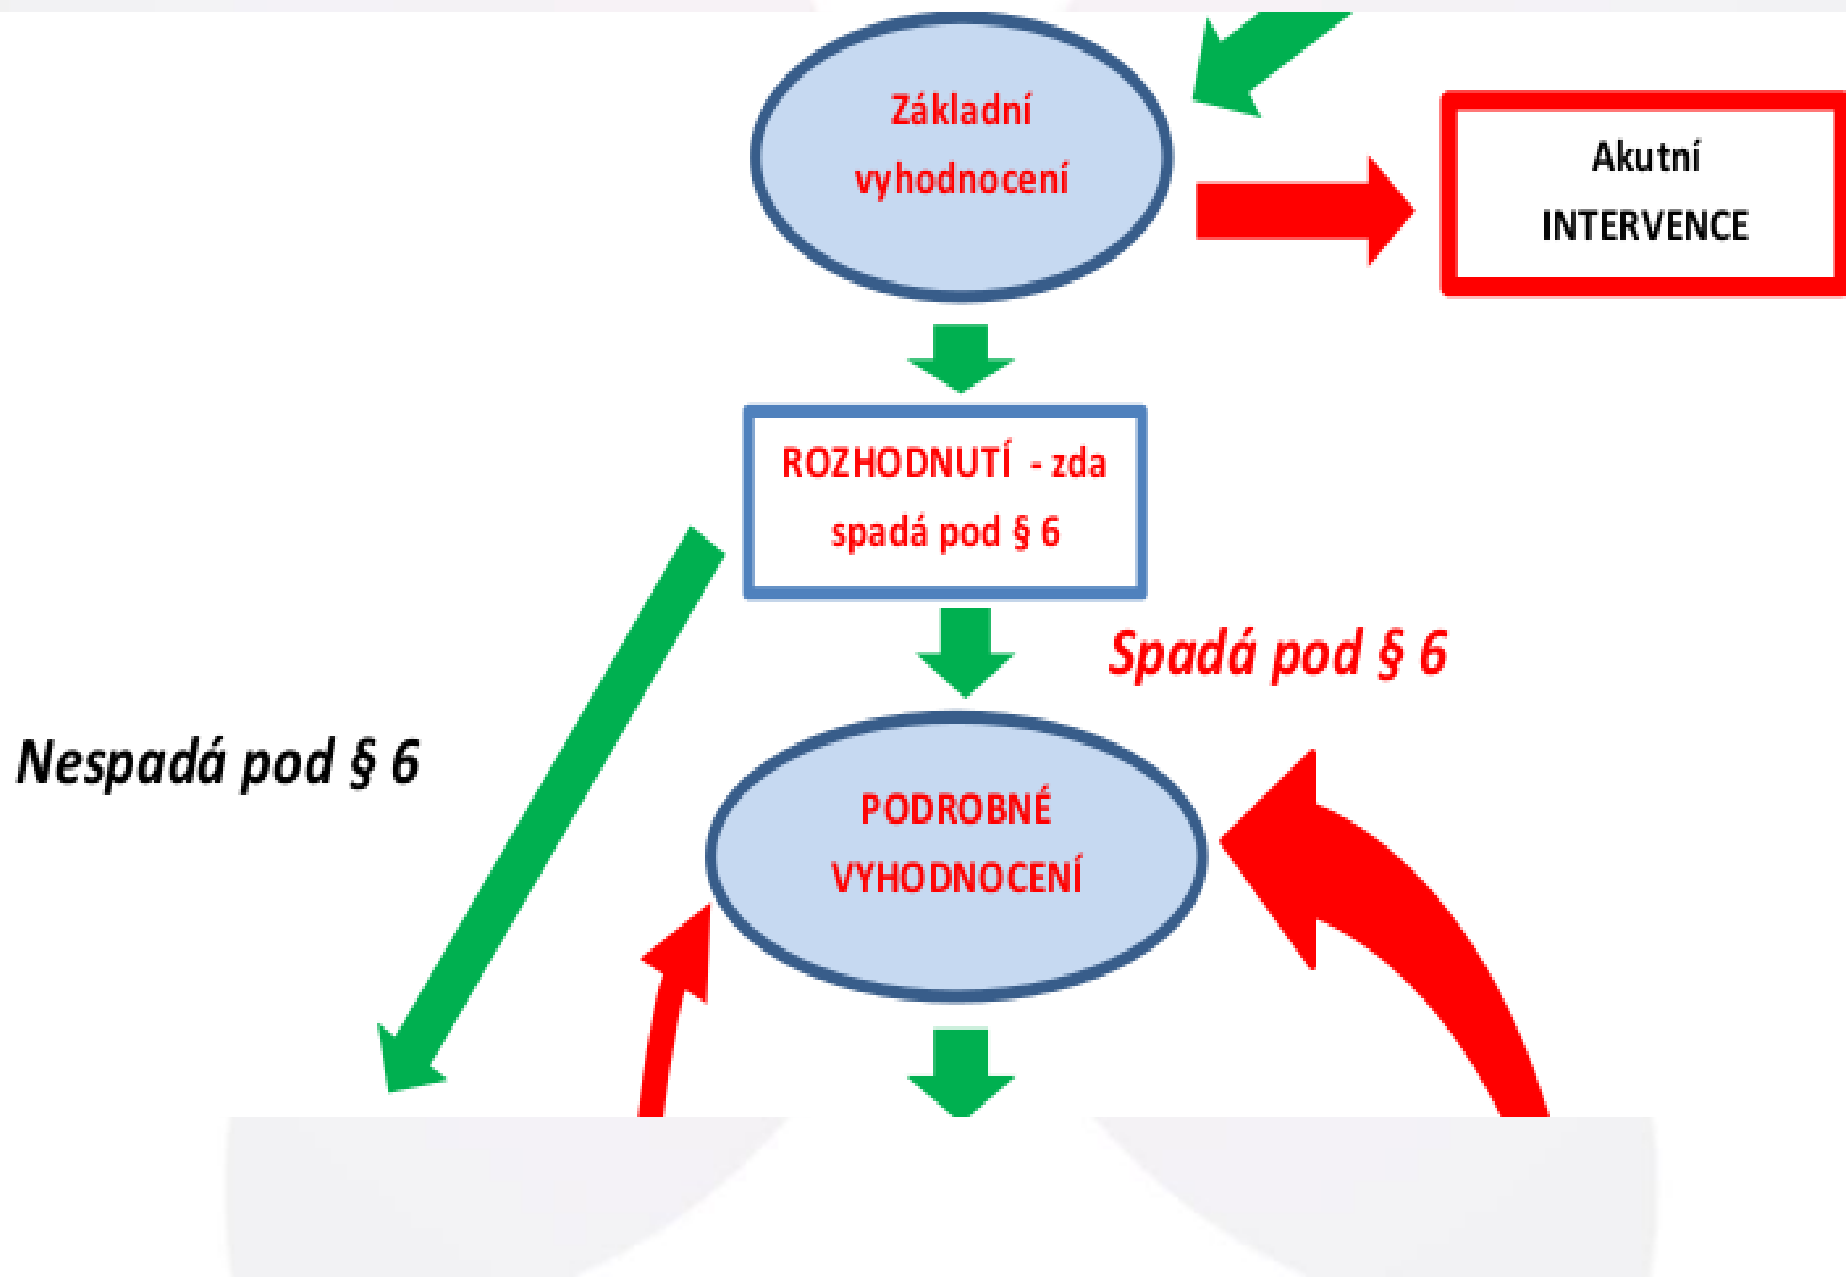 Základní
vyhodnocení
Akutní
INTERVENCE
ROZHODNUTÍ - zda
spadá pod § 6
Spadá pod § 6
Nespadá pod § 6
PODROBNÉ
VYHODNOCENÍ